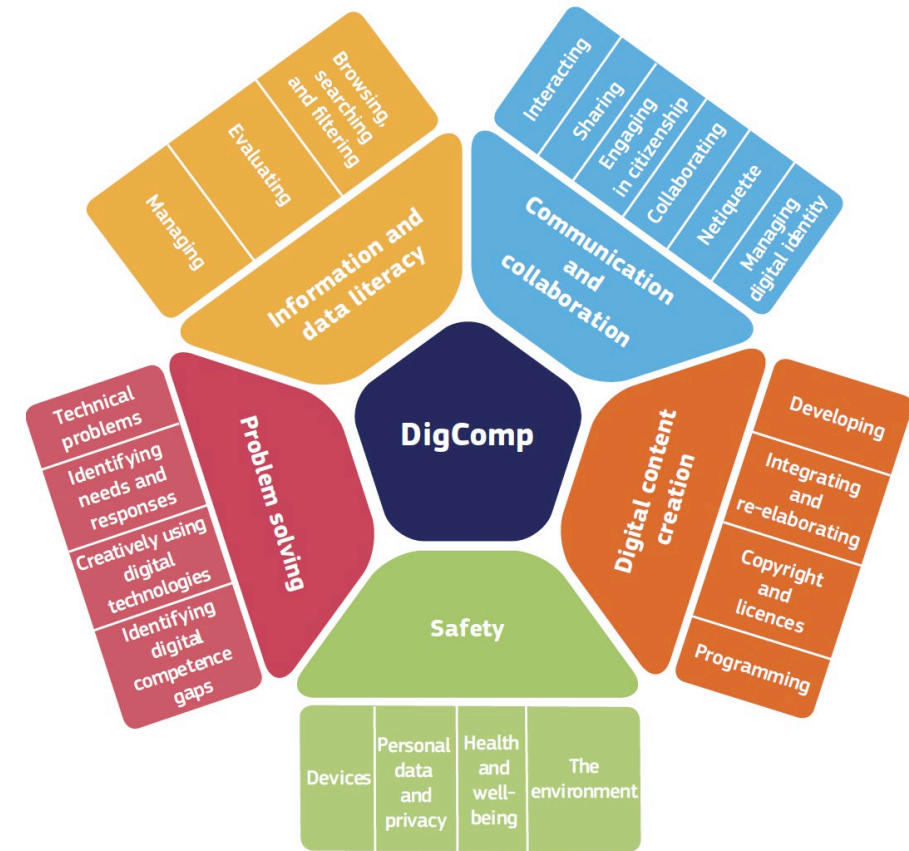 DigComp
Information and
data literacy
Browsing,
searching
and filtering
Evaluating
Managing
Communication
and
collaboration
Interacting
Sharing
Engaging
in citizenship
Collaborating
Netiquette
Managing
digital identity
Digital content
creation
Developing
Integrating
and
re-elaborating
Copyright
and
licences
Programming
Safety
Devices
Personal
data
and
privacy
Health
and
well-
being
The
environment
Problem solving
Technical
problems
Identifying
needs and
responses
Creatively using
digital
technologies
Identifying
digital
competence
gaps